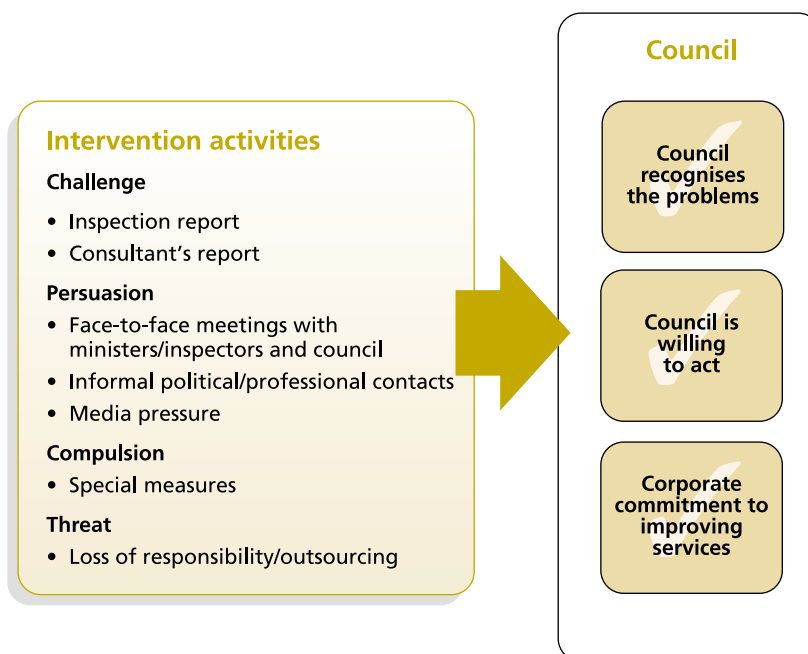 Intervention activities
Challenge
• Inspection report
• Consultant’s report
Persuasion
• Face-to-face meetings with
ministers/inspectors and council
• Informal political/professional contacts
• Media pressure
Compulsion
• Special measures
Threat
• Loss of responsibility/outsourcing
Council
Council
recognises
the problems
Council is
willing
to act
Corporate
commitment to
improving
services